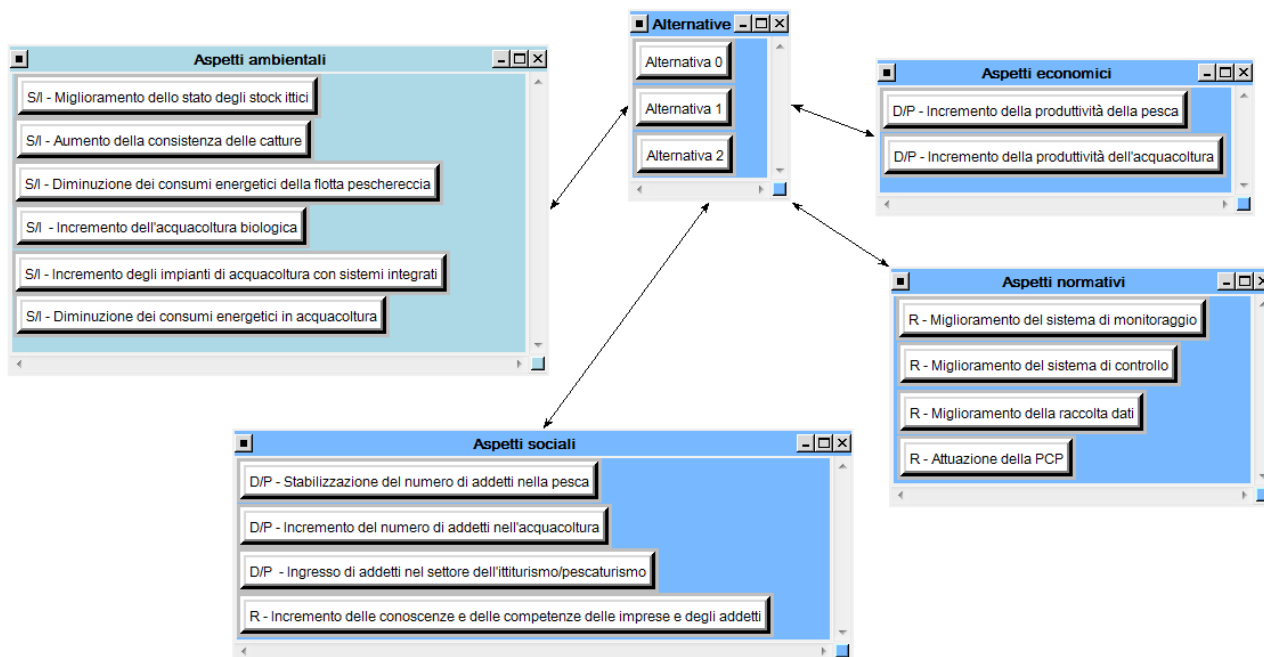 Aspetti ambientali
S/I - Miglioramento dello stato degli stock ittici
S/I - Aumento della consistenza delle catture
S/I - Diminuzione dei consumi energetici della flotta peschereccia
S/I - Incremento dell'acquacoltura biologica
S/I - Incremento degli impianti di acquacoltura con sistemi integrati
S/I - Diminuzione dei consumi energetici in acquacoltura
Alternative
Alternativa 0
Alternativa 1
Alternativa 2
Aspetti economici
D/P - Incremento della produttività della pesca
D/P - Incremento della produttività dell'acquacoltura
Aspetti normativi
R - Miglioramento del sistema di monitoraggio
R - Miglioramento del sistema di controllo
R - Miglioramento della raccolta dati
R - Attuazione della PCP
Aspetti sociali
D/P - Stabilizzazione del numero di addetti nella pesca
D/P - Incremento del numero di addetti nell'acquacoltura
D/P - Ingresso di addetti nel settore dell'ittiturismo/pescaturismo
R - Incremento delle conoscenze e delle competenze delle imprese e degli addetti